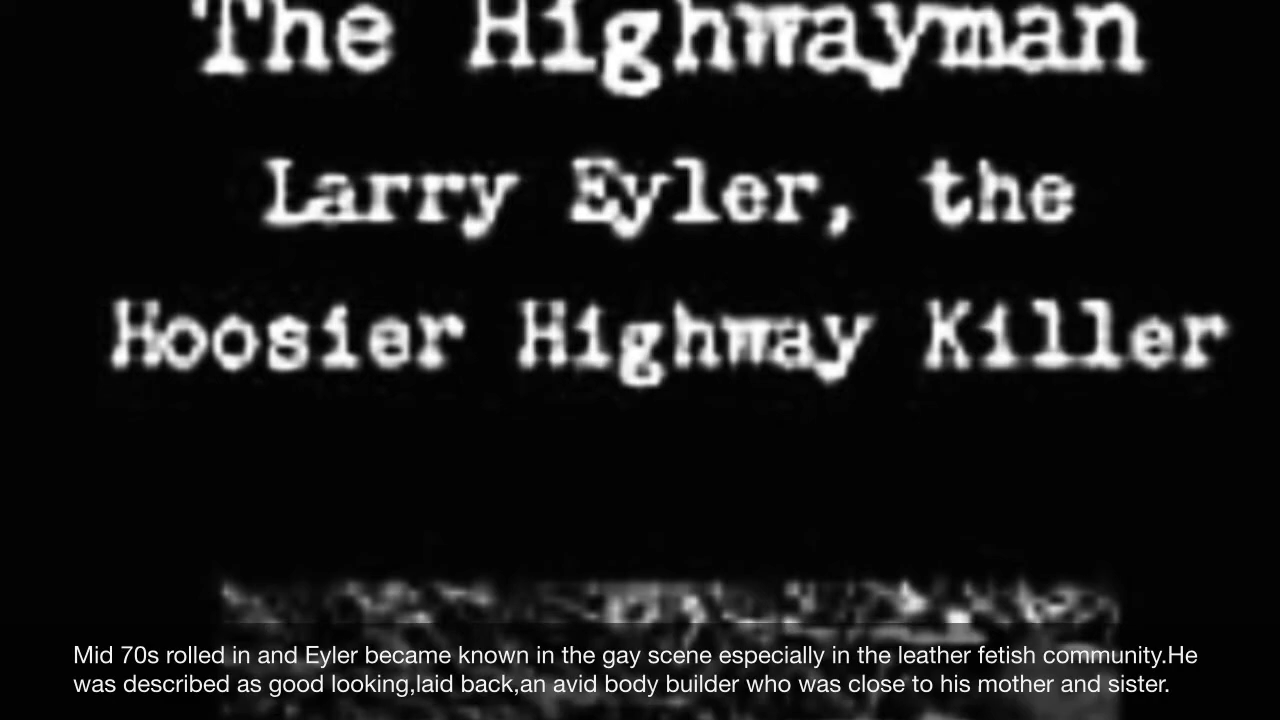 The Highwayman
Larry Eyler, the
Hoosier Highway Killer
Mid 70s rolled in and Eyler became known in the gay scene especially in the leather fetish community.He
was described as good looking,laid back,an avid body builder who was close to his mother and sister.